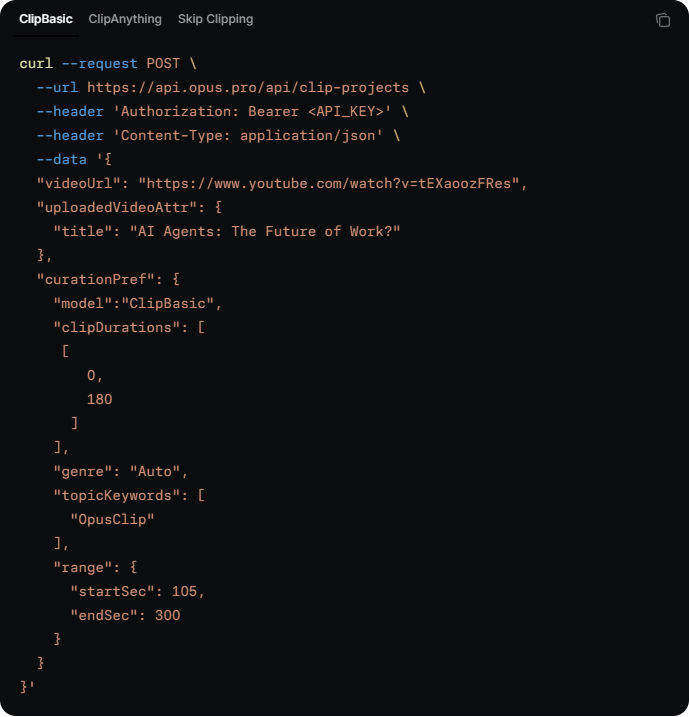 ClipBasic ClipAnything Skip Clipping
curl --request POST \
  --url https://api.opus.pro/api/clip-projects \
  --header 'Authorization: Bearer <API_KEY>' \
  --header 'Content-Type: application/json' \
  --data '{
  "videoUrl": "https://www.youtube.com/watch?v=tEXaoozFRes",
  "uploadedVideoAttr": {
    "title": "AI Agents: The Future of Work?"
  },
  "curationPref": {
    "model":"ClipBasic",
    "clipDurations": [
     [
        0,
        180
      ]
    ],
    "genre": "Auto",
    "topicKeywords": [
      "OpusClip"
    ],
    "range": {
      "startSec": 105,
      "endSec": 300
    }
  }
}'